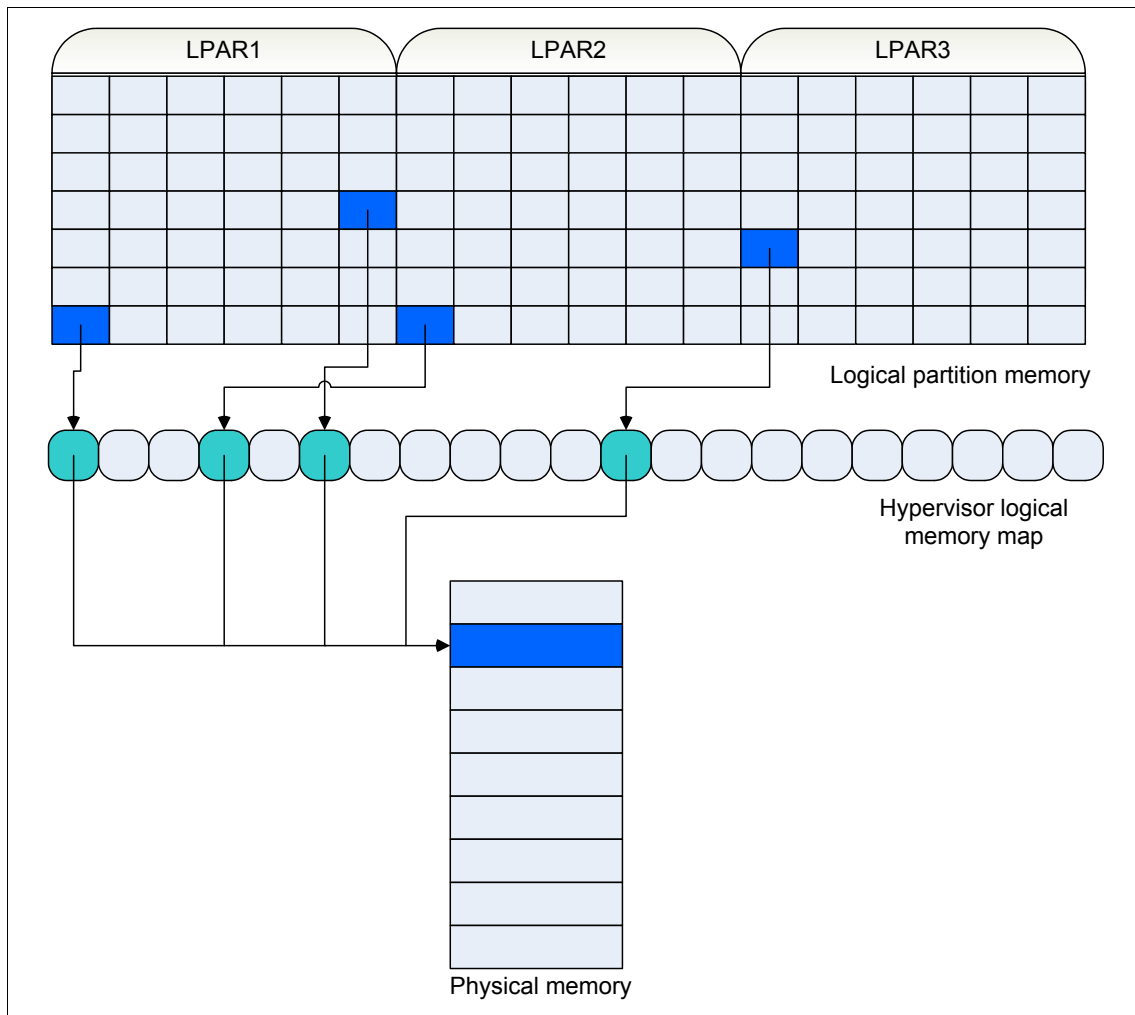 LPAR1
LPAR2
LPAR3
Logical partition memory
Hypervisor logical
memory map
Physical memory